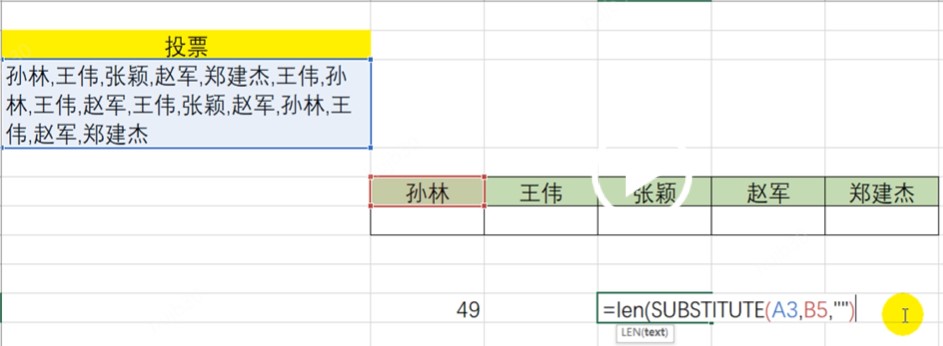 投票
孙林,王伟,张颖,赵军,郑建杰,王伟,孙
林,王伟,赵军,王伟,张颖,赵军,孙林,王
伟,赵军,郑建杰
孙林 王伟 张颖 赵军 郑建杰
49 =len(SUBSTITUTE(A3,B5,"")
LEN(text)